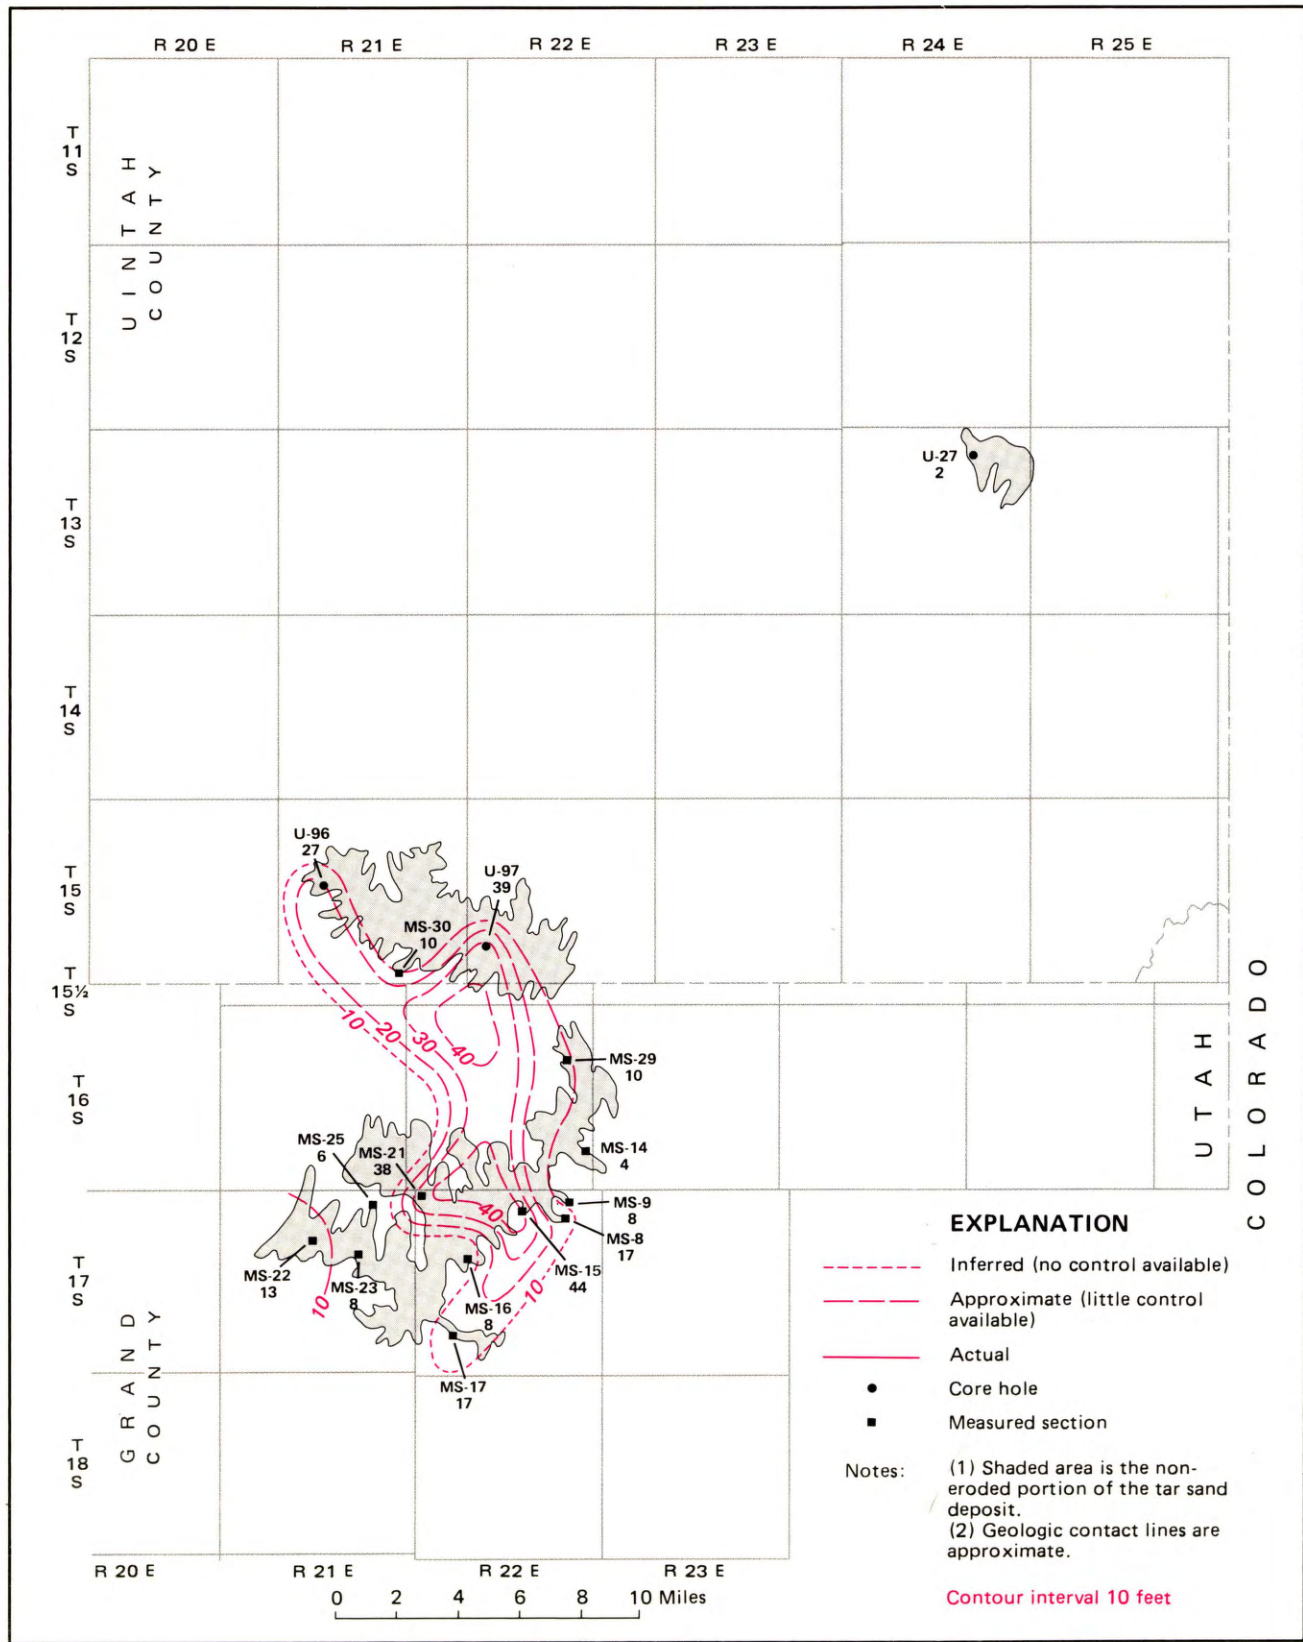 R 20 E R 21 E R 22 E R 23 E R 24 E R 25 E
T
11
S
UINTAH
COUNTY
T
12
S
U-27
2
T
13
S
T
14
S
U-96
27
U-97
39
T
15
S
MS-30
10
T
15½
S
10
20
30
40
MS-29
10
T
16
S
UTAH
COLORADO
MS-25
6
MS-21
38
MS-14
4
40
MS-9
8
MS-8
17
MS-22
13
MS-23
8
10
MS-16
8
10
MS-15
44
T
17
S
MS-17
17
GRAND
COUNTY
T
18
S
R 20 E R 21 E R 22 E R 23 E
0 2 4 6 8 10 Miles
EXPLANATION
Inferred (no control available)
Approximate (little control
available)
Actual
Core hole
Measured section
Notes: (1) Shaded area is the non-
eroded portion of the tar sand
deposit.
(2) Geologic contact lines are
approximate.
Contour interval 10 feet